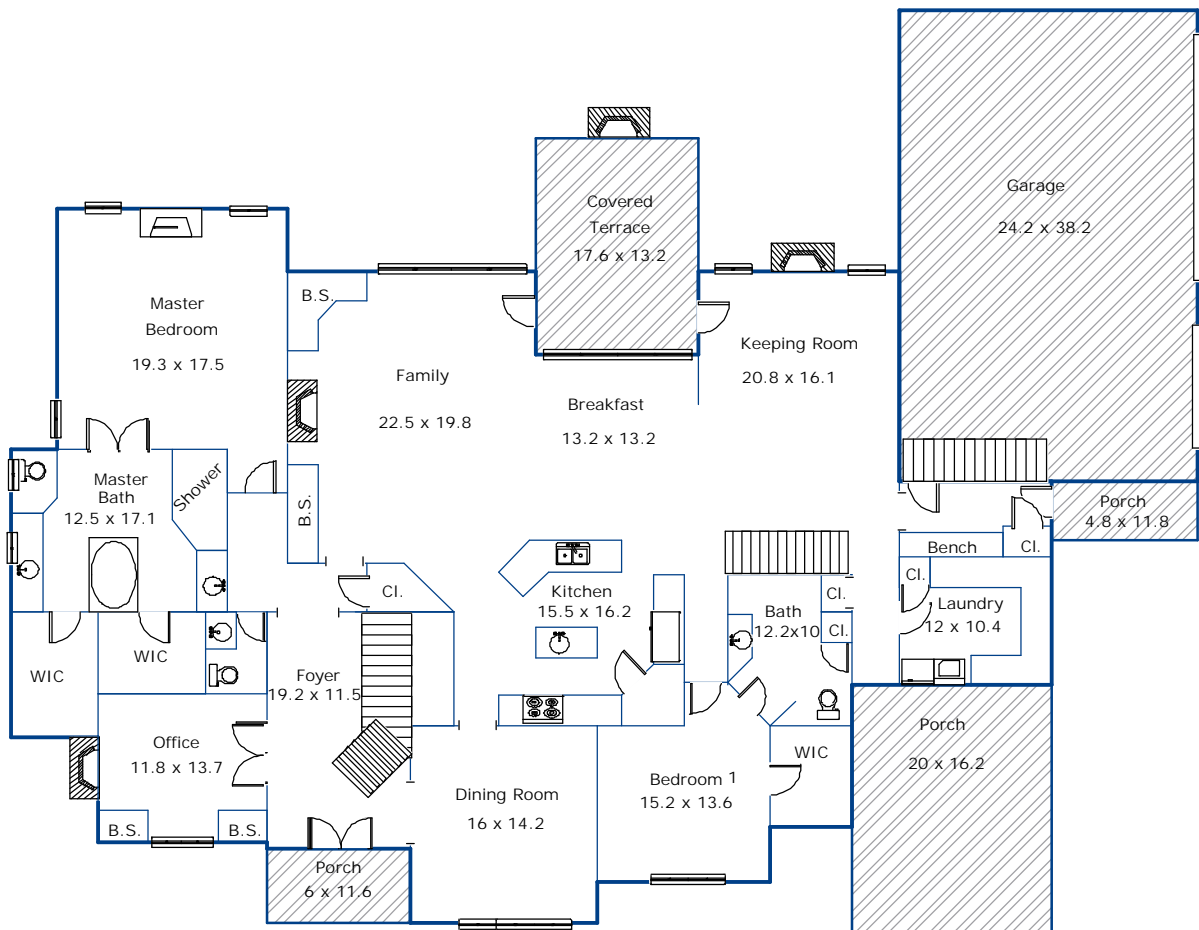 Garage
24.2 x 38.2
Covered
Terrace
17.6 x 13.2
B.S.
Master
Bedroom
19.3 x 17.5
Keeping Room
20.8 x 16.1
Family
22.5 x 19.8
Breakfast
13.2 x 13.2
Master
Bath
12.5 x 17.1
Shower
B.S.
Porch
4.8 x 11.8
Bench
Cl.
Cl.
Kitchen
15.5 x 16.2
Cl.
Cl.
Bath
12.2x10
Cl.
Laundry
12 x 10.4
WIC
WIC
Foyer
19.2 x 11.5
Office
11.8 x 13.7
Porch
20 x 16.2
WIC
Bedroom 1
15.2 x 13.6
Dining Room
16 x 14.2
B.S.
B.S.
Porch
6 x 11.6